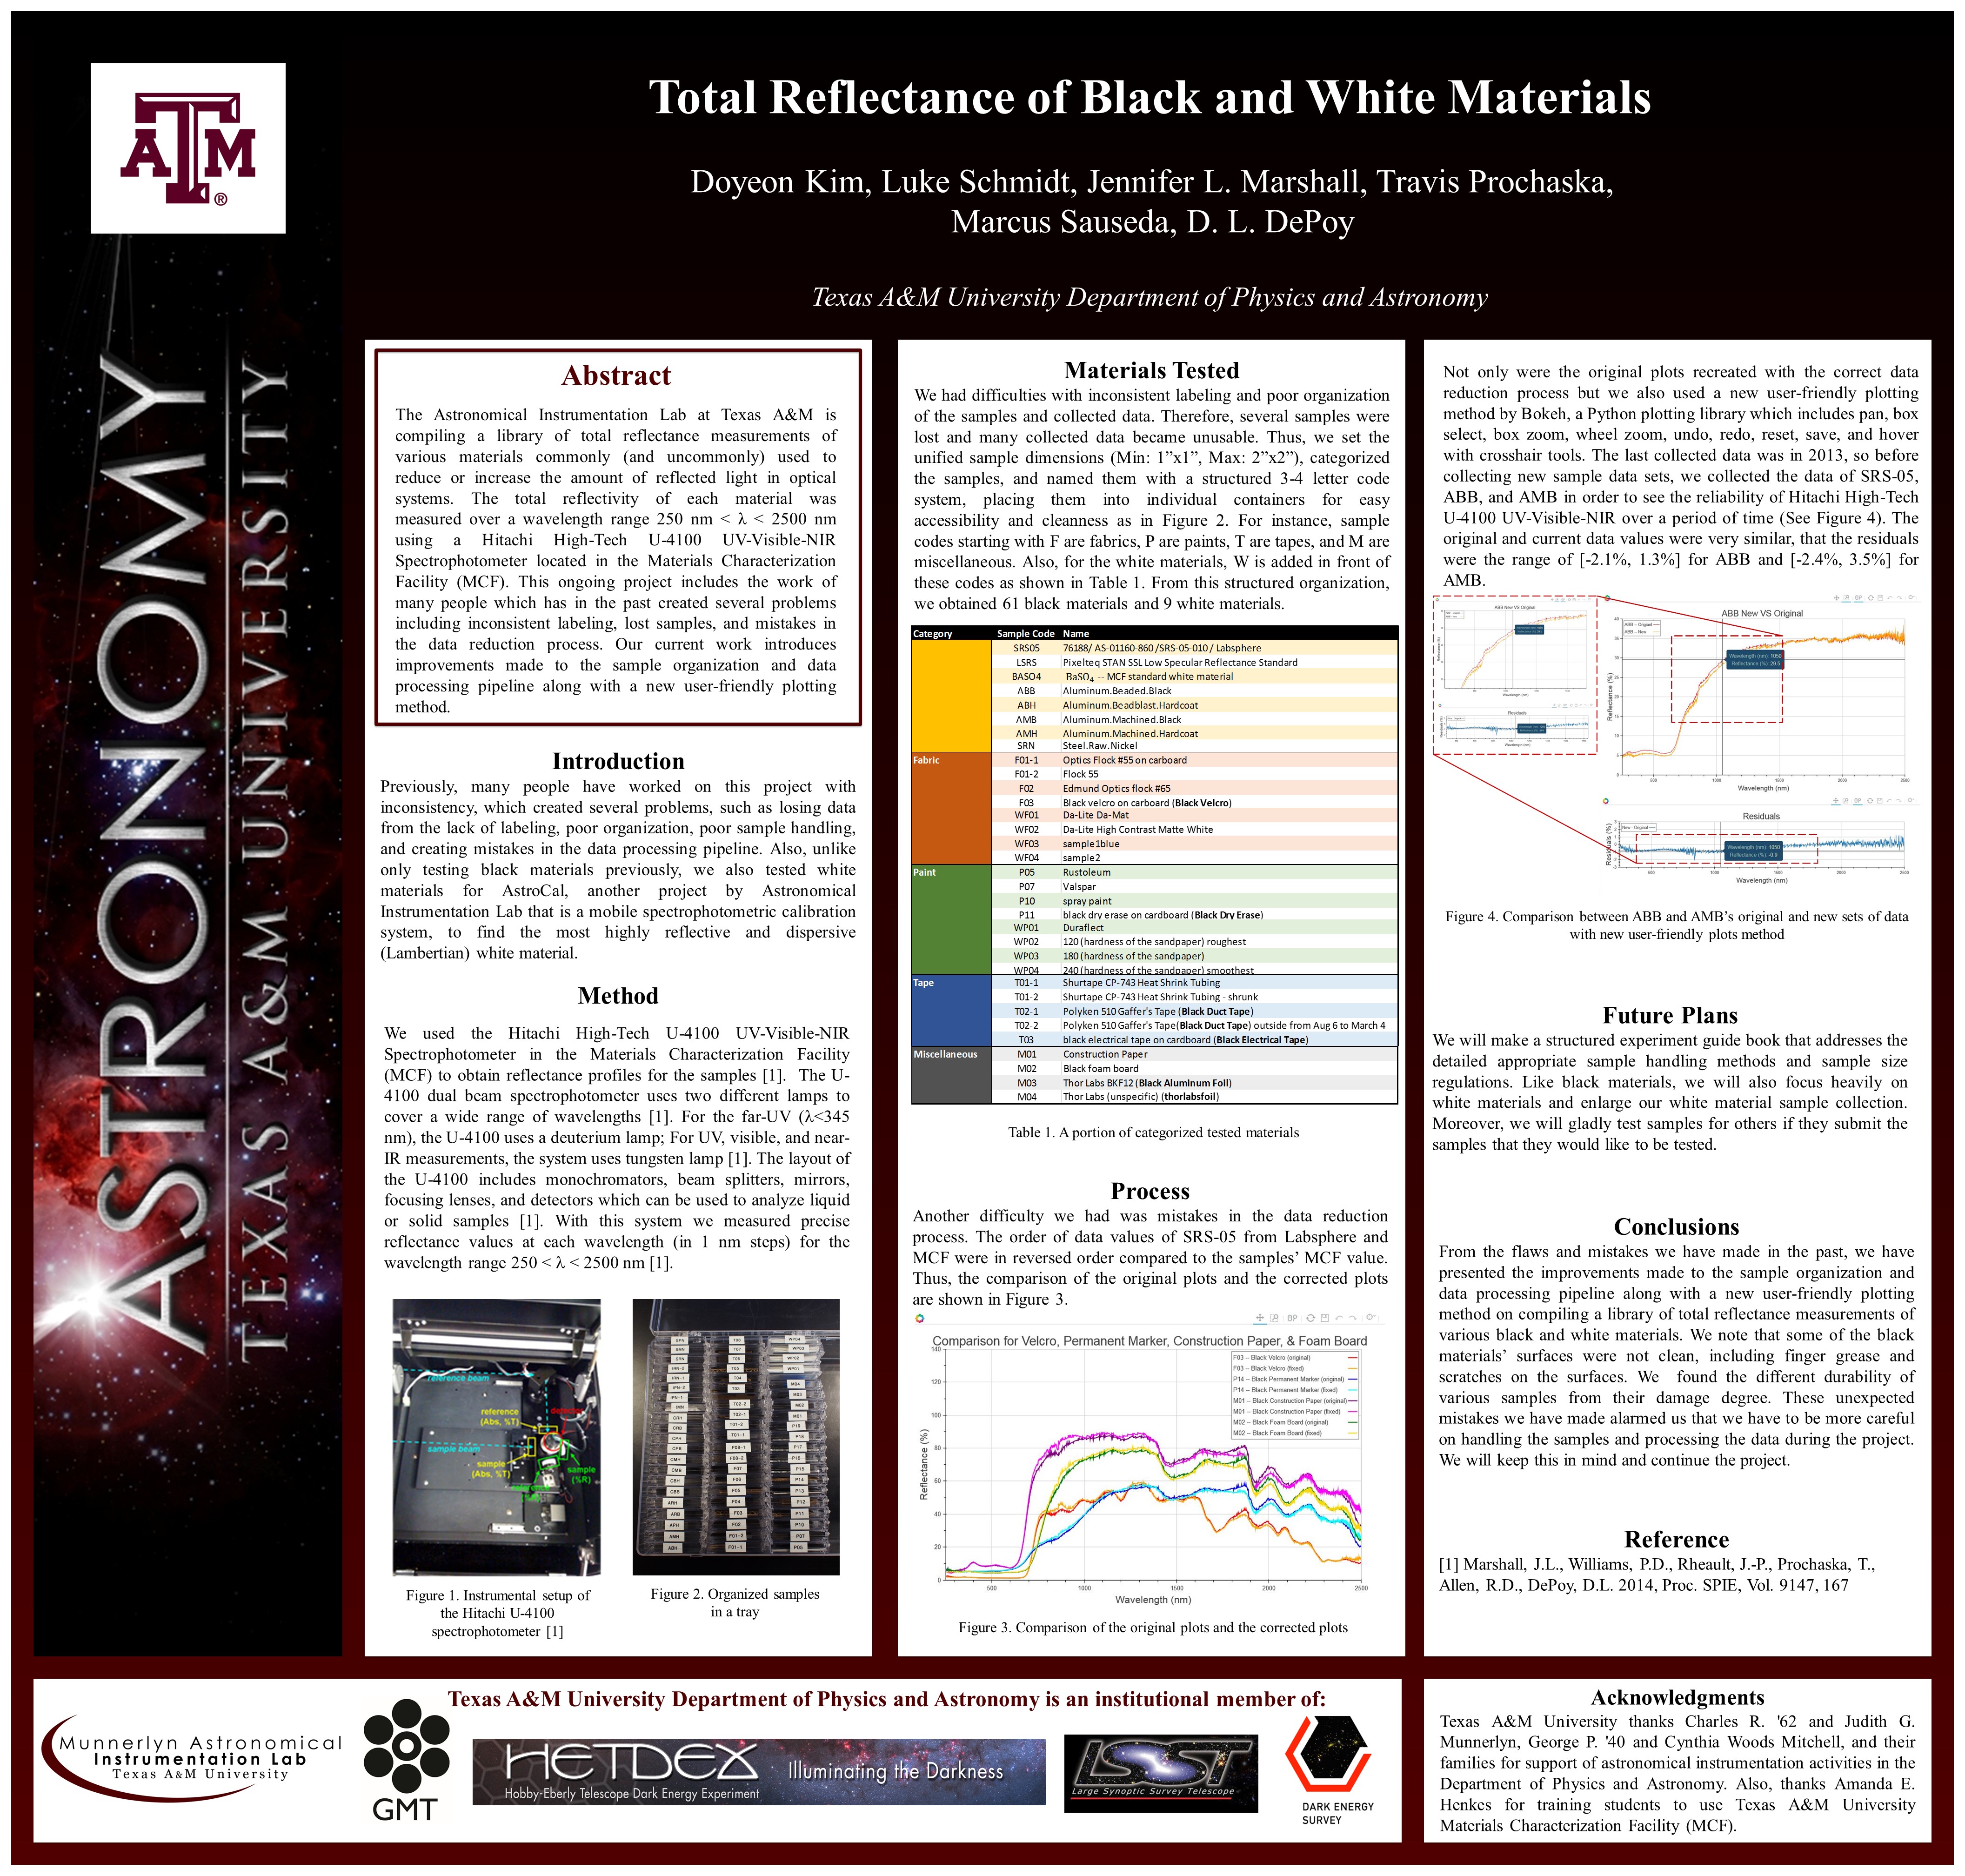 ATM®
ASTRONOMY
TEXAS A&M UNIVERSITY
Total Reflectance of Black and White Materials
Doyeon Kim, Luke Schmidt, Jennifer L. Marshall, Travis Prochaska,
Marcus Sauseda, D. L. DePoy
Texas A&M University Department of Physics and Astronomy
Abstract
The Astronomical Instrumentation Lab at Texas A&M is
compiling a library of total reflectance measurements of
various materials commonly (and uncommonly) used to
reduce or increase the amount of reflected light in optical
systems. The total reflectivity of each material was
measured over a wavelength range 250 nm < λ < 2500 nm
using a Hitachi High-Tech U-4100 UV-Visible-NIR
Spectrophotometer located in the Materials Characterization
Facility (MCF). This ongoing project includes the work of
many people which has in the past created several problems
including inconsistent labeling, lost samples, and mistakes in
the data reduction process. Our current work introduces
improvements made to the sample organization and data
processing pipeline along with a new user-friendly plotting
method.
Introduction
Previously, many people have worked on this project with
inconsistency, which created several problems, such as losing data
from the lack of labeling, poor organization, poor sample handling,
and creating mistakes in the data processing pipeline. Also, unlike
only testing black materials previously, we also tested white
materials for AstroCal, another project by Astronomical
Instrumentation Lab that is a mobile spectrophotometric calibration
system, to find the most highly reflective and dispersive
(Lambertian) white material.
Method
We used the Hitachi High-Tech U-4100 UV-Visible-NIR
Spectrophotometer in the Materials Characterization Facility
(MCF) to obtain reflectance profiles for the samples [1]. The U-
4100 dual beam spectrophotometer uses two different lamps to
cover a wide range of wavelengths [1]. For the far-UV (λ<345
nm), the U-4100 uses a deuterium lamp; For UV, visible, and near-
IR measurements, the system uses tungsten lamp [1]. The layout of
the U-4100 includes monochromators, beam splitters, mirrors,
focusing lenses, and detectors which can be used to analyze liquid
or solid samples [1]. With this system we measured precise
reflectance values at each wavelength (in 1 nm steps) for the
wavelength range 250 < λ < 2500 nm [1].
reference beam
reference
(Abs, %T)
detector
sample beam
sample
(Abs, %T)
sample
(%R)
Figure 1. Instrumental setup of
the Hitachi U-4100
spectrophotometer [1]
Figure 2. Organized samples
in a tray
Materials Tested
We had difficulties with inconsistent labeling and poor organization
of the samples and collected data. Therefore, several samples were
lost and many collected data became unusable. Thus, we set the
unified sample dimensions (Min: 1”x1”, Max: 2”x2”), categorized
the samples, and named them with a structured 3-4 letter code
system, placing them into individual containers for easy
accessibility and cleanness as in Figure 2. For instance, sample
codes starting with F are fabrics, P are paints, T are tapes, and M are
miscellaneous. Also, for the white materials, W is added in front of
these codes as shown in Table 1. From this structured organization,
we obtained 61 black materials and 9 white materials.
Category Sample Code Name
SRS05 76188/ AS-01160-860/SRS-05-010 / Labsphere
LSRS Pixelteq STAN SSL Low Specular Reflectance Standard
BASO4 BaSO₄ -- MCF standard white material
ABB Aluminum.Beaded.Black
ABH Aluminum.Beadblast.Hardcoat
AMB Aluminum.Machined.Black
AMH Aluminum.Machined.Hardcoat
SRN Steel.Raw.Nickel
Fabric F01-1 Optics Flock #55 on carboard
F01-2 Flock 55
F02 Edmund Optics flock #65
F03 Black velcro on carboard (Black Velcro)
WF01 Da-Lite Da-Mat
WF02 Da-Lite High Contrast Matte White
WF03 sample1blue
WF04 sample2
Paint P05 Rustoleum
P07 Valspar
P10 spray paint
P11 black dry erase on cardboard (Black Dry Erase)
WP01 Duraflect
WP02 120 (hardness of the sandpaper) roughest
WP03 180 (hardness of the sandpaper)
WP04 240 (hardness of the sandpaper) smoothest
Tape T01-1 Shurtape CP-743 Heat Shrink Tubing
T01-2 Shurtape CP-743 Heat Shrink Tubing - shrunk
T02-1 Polyken 510 Gaffer's Tape (Black Duct Tape)
T02-2 Polyken 510 Gaffer's Tape(Black Duct Tape) outside from Aug 6 to March 4
T03 black electrical tape on cardboard (Black Electrical Tape)
Miscellaneous M01 Construction Paper
M02 Black foam board
M03 Thor Labs BKF12 (Black Aluminum Foil)
M04 Thor Labs (unspecific) (thorlabsfoil)
Table 1. A portion of categorized tested materials
Process
Another difficulty we had was mistakes in the data reduction
process. The order of data values of SRS-05 from Labsphere and
MCF were in reversed order compared to the samples’ MCF value.
Thus, the comparison of the original plots and the corrected plots
are shown in Figure 3.
Comparison for Velcro, Permanent Marker, Construction Paper, & Foam Board
F03 – Black Velcro (original)
F03 – Black Velcro (fixed)
P14 – Black Permanent Marker (original)
P14 – Black Permanent Marker (fixed)
M01 – Black Construction Paper (original)
M01 – Black Construction Paper (fixed)
M02 – Black Foam Board (original)
M02 – Black Foam Board (fixed)
Reflectance (%)
140
120
100
80
60
40
20
0
500 1000 1500 2000 2500
Wavelength (nm)
Figure 3. Comparison of the original plots and the corrected plots
Not only were the original plots recreated with the correct data
reduction process but we also used a new user-friendly plotting
method by Bokeh, a Python plotting library which includes pan, box
select, box zoom, wheel zoom, undo, redo, reset, save, and hover
with crosshair tools. The last collected data was in 2013, so before
collecting new sample data sets, we collected the data of SRS-05,
ABB, and AMB in order to see the reliability of Hitachi High-Tech
U-4100 UV-Visible-NIR over a period of time (See Figure 4). The
original and current data values were very similar, that the residuals
were the range of [-2.1%, 1.3%] for ABB and [-2.4%, 3.5%] for
AMB.
ABB New VS Original
Residuals
ABB New VS Original
ABB – Original
ABB – New
Wavelength (nm): 1050
Reflectance (%): 29.5
Reflectance (%)
40
35
30
25
20
15
10
5
0
500 1000 1500 2000 2500
Wavelength (nm)
Residuals
New - Original
Wavelength (nm): 1050
Reflectance (%): -0.9
Residuals (%)
500 1000 1500 2000 2500
Wavelength (nm)
Figure 4. Comparison between ABB and AMB’s original and new sets of data
with new user-friendly plots method
Future Plans
We will make a structured experiment guide book that addresses the
detailed appropriate sample handling methods and sample size
regulations. Like black materials, we will also focus heavily on
white materials and enlarge our white material sample collection.
Moreover, we will gladly test samples for others if they submit the
samples that they would like to be tested.
Conclusions
From the flaws and mistakes we have made in the past, we have
presented the improvements made to the sample organization and
data processing pipeline along with a new user-friendly plotting
method on compiling a library of total reflectance measurements of
various black and white materials. We note that some of the black
materials’ surfaces were not clean, including finger grease and
scratches on the surfaces. We found the different durability of
various samples from their damage degree. These unexpected
mistakes we have made alarmed us that we have to be more careful
on handling the samples and processing the data during the project.
We will keep this in mind and continue the project.
Reference
[1] Marshall, J.L., Williams, P.D., Rheault, J.-P., Prochaska, T.,
Allen, R.D., DePoy, D.L. 2014, Proc. SPIE, Vol. 9147, 167
Texas A&M University Department of Physics and Astronomy is an institutional member of:
Munnerlyn Astronomical
Instrumentation Lab
Texas A&M University
GMT
HETDEX Illuminating the Darkness
Hobby-Eberly Telescope Dark Energy Experiment
LSST
Large Synoptic Survey Telescope
DARK ENERGY
SURVEY
Acknowledgments
Texas A&M University thanks Charles R. '62 and Judith G.
Munnerlyn, George P. '40 and Cynthia Woods Mitchell, and their
families for support of astronomical instrumentation activities in the
Department of Physics and Astronomy. Also, thanks Amanda E.
Henkes for training students to use Texas A&M University
Materials Characterization Facility (MCF).